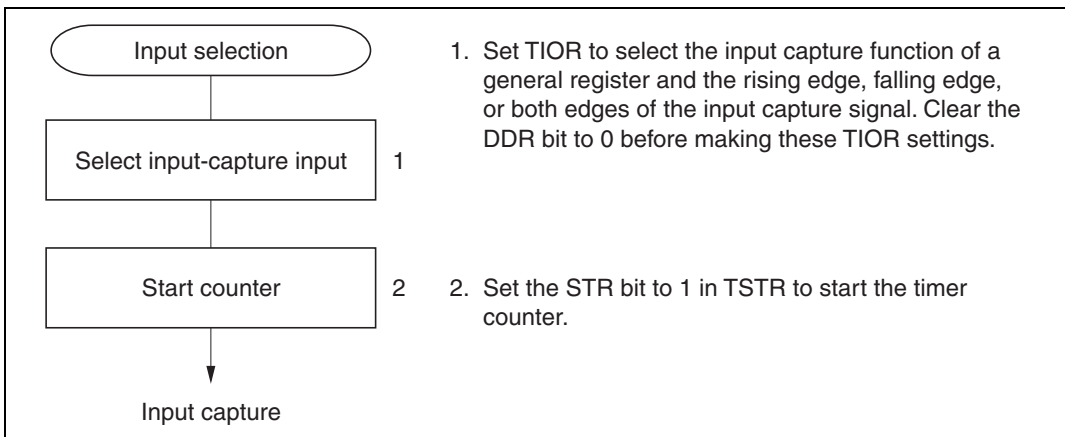 Input selection
1. Set TIOR to select the input capture function of a
general register and the rising edge, falling edge,
or both edges of the input capture signal. Clear the
DDR bit to 0 before making these TIOR settings.
Select input-capture input 1
Start counter 2
2. Set the STR bit to 1 in TSTR to start the timer
counter.
Input capture